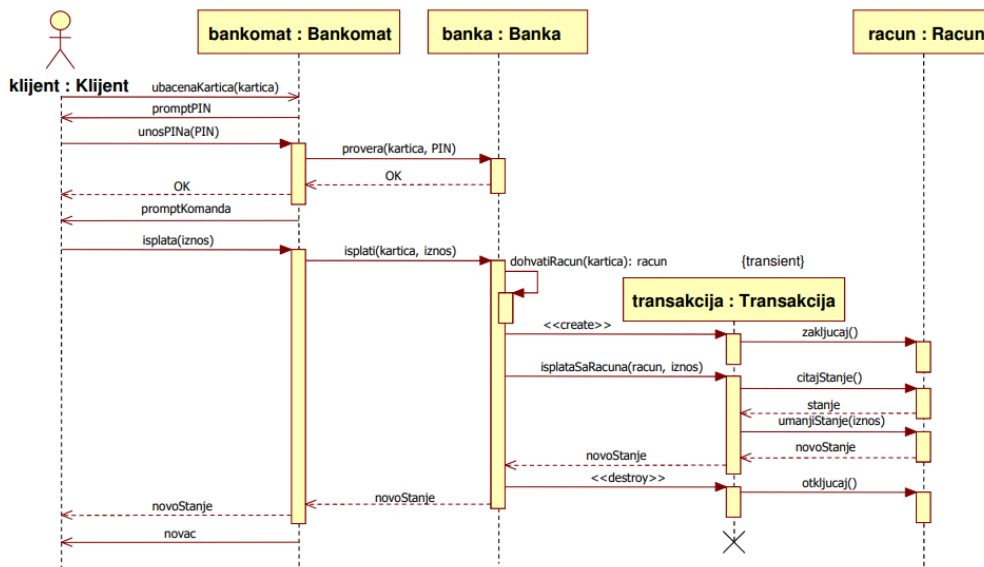 bankomat : Bankomat
banka : Banka
racun : Racun
klijent : Klijent
ubacenaKartica(kartica)
promptPIN
unosPINa(PIN)
provera(kartica, PIN)
OK
OK
promptKomanda
isplata(iznos)
isplati(kartica, iznos)
dohvatiRacun(kartica): racun
{transient}
transakcija : Transakcija
<<create>>
zakljucaj()
isplataSaRacuna(racun, iznos)
citajStanje()
stanje
umanjiStanje(iznos)
novoStanje
novoStanje
<<destroy>>
otkljucaj()
novoStanje
novoStanje
novac